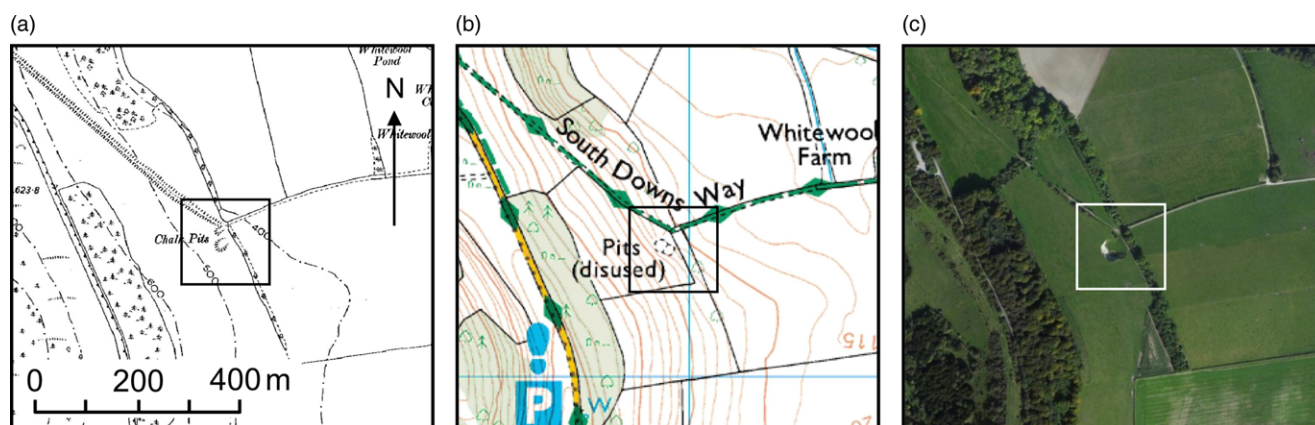 (a)
(b)
(c)
Whitewool
Pond
N
623·8
Chalk Pits
400
500
600
0 200 400 m
South Downs Way
Whitewool
Farm
Pits
(disused)
115
P
W